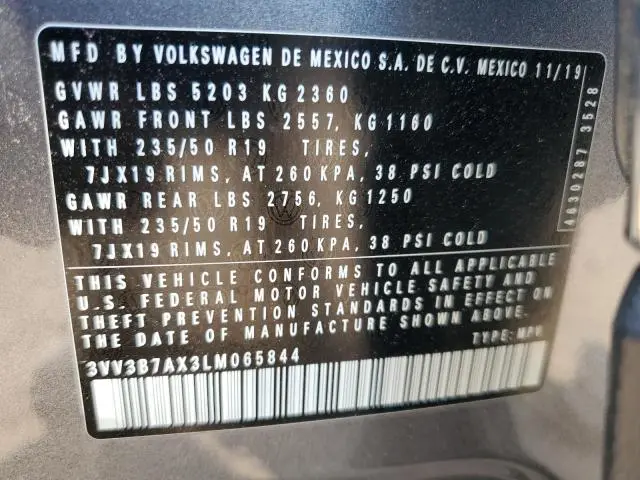 MFD BY VOLKSWAGEN DE MEXICO S.A. DE C.V. MEXICO 11/19
GVWR LBS 5203 KG 2360
GAWR FRONT LBS 2557, KG 1160
WITH 235/50 R19 TIRES,
7JX19 RIMS, AT 260 KPA, 38 PSI COLD
GAWR REAR LBS 2756, KG 1250
WITH 235/50 R19 TIRES,
7JX19 RIMS, AT 260 KPA, 38 PSI COLD
THIS VEHICLE CONFORMS TO ALL APPLICABLE
U.S. FEDERAL MOTOR VEHICLE SAFETY AND
THEFT PREVENTION STANDARDS IN EFFECT ON
THE DATE OF MANUFACTURE SHOWN ABOVE.
TYPE: MPV
3VV3B7AX3LM065844
4630287 3528